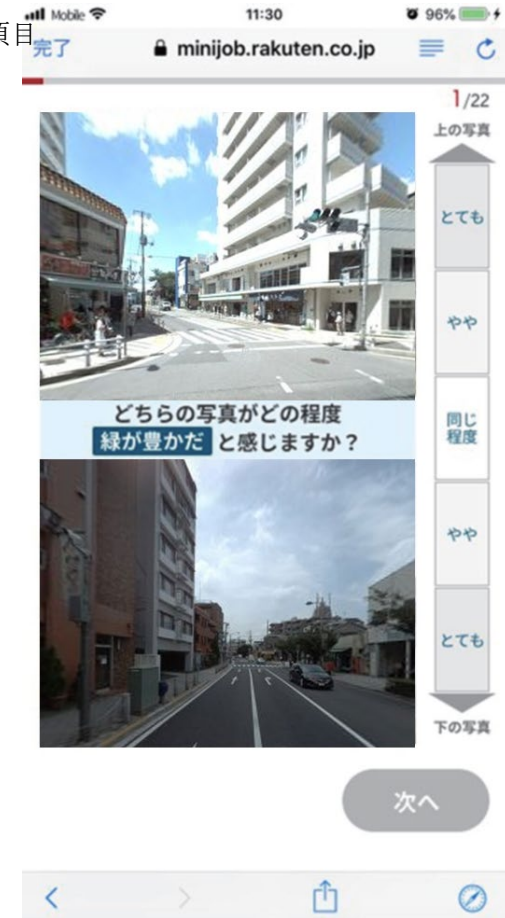 項目
Mobile
11:30
96%
完了
minijob.rakuten.co.jp
1/22
上の写真
とても
やや
同じ
程度
やや
とても
下の写真
どちらの写真がどの程度
緑が豊かだ と感じますか？
次へ